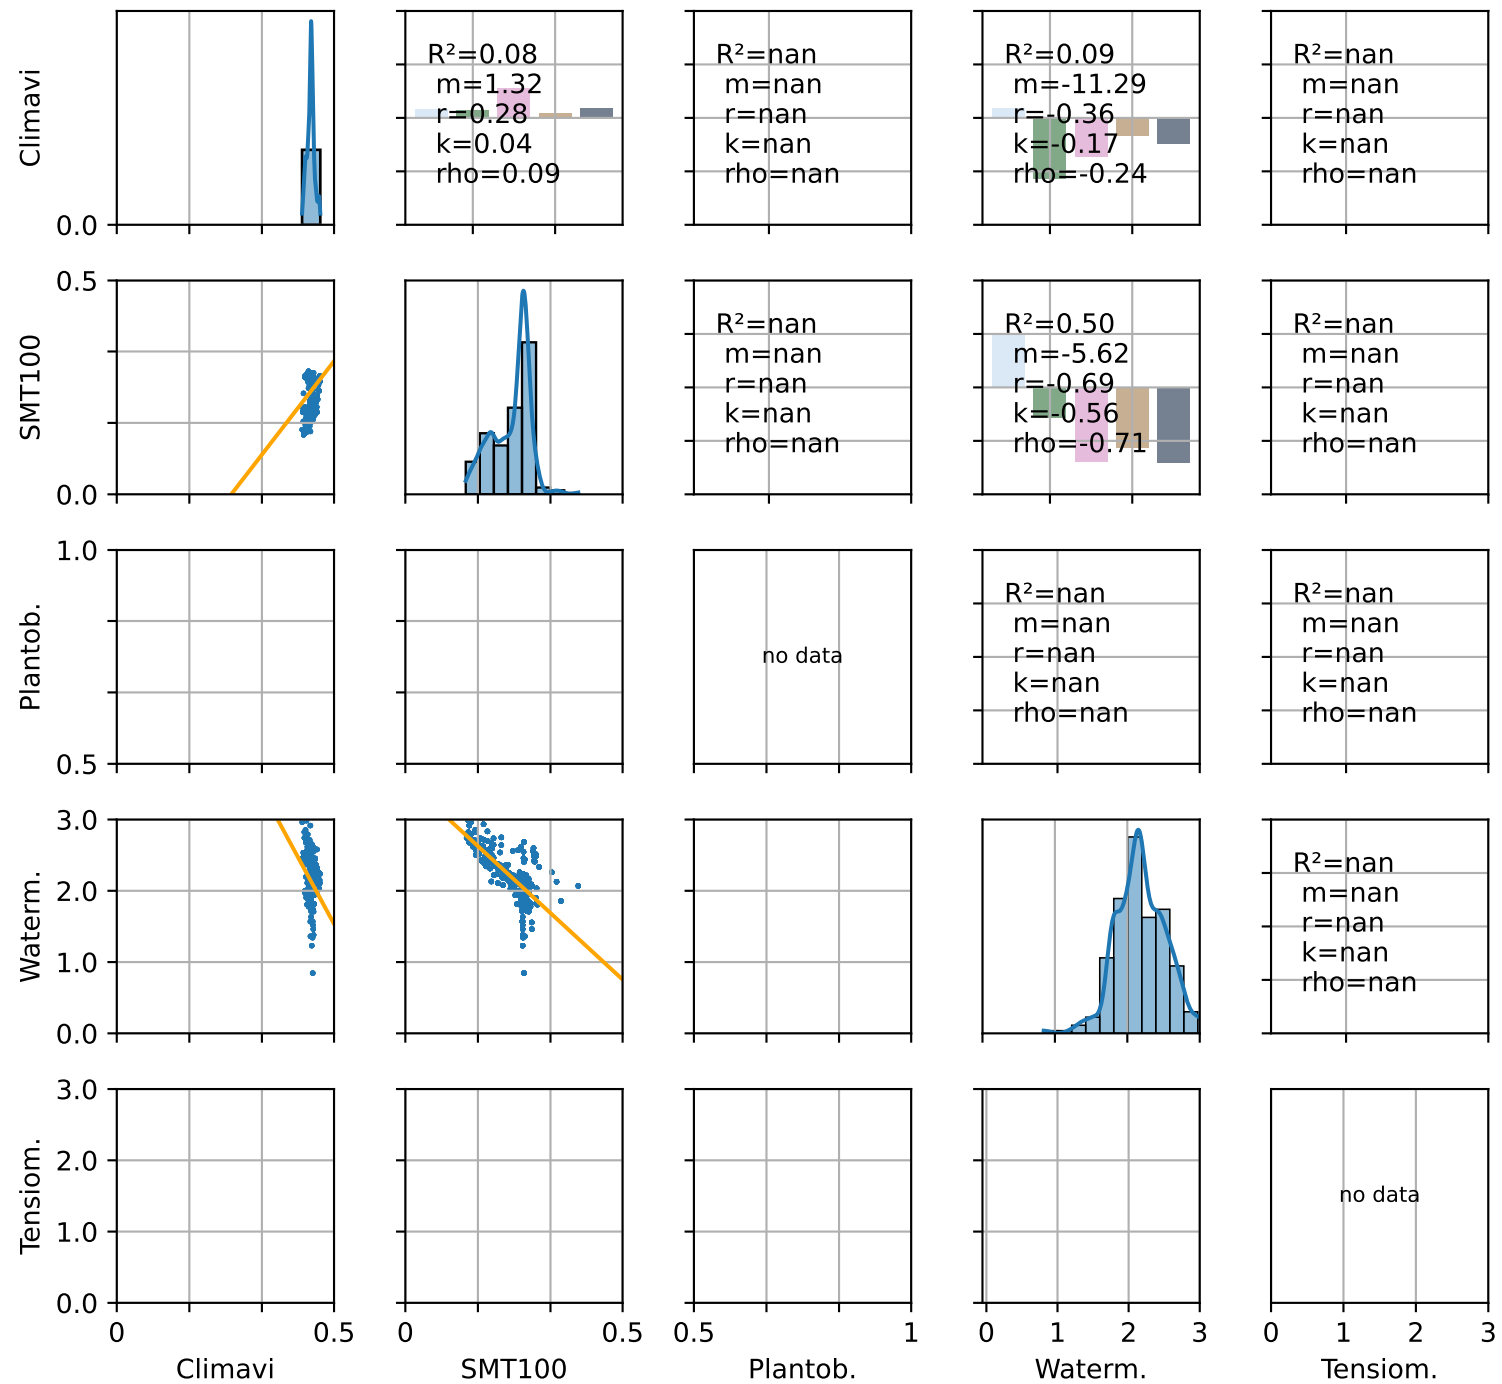 Climavi
0.0
R²=0.08
m=1.32
r=0.28
k=0.04
rho=0.09
R²=nan
m=nan
r=nan
k=nan
rho=nan
R²=0.09
m=-11.29
r=-0.36
k=-0.17
rho=-0.24
R²=nan
m=nan
r=nan
k=nan
rho=nan
SMT100
0.5
0.0
R²=nan
m=nan
r=nan
k=nan
rho=nan
R²=0.50
m=-5.62
r=-0.69
k=-0.56
rho=-0.71
R²=nan
m=nan
r=nan
k=nan
rho=nan
Plantob.
1.0
0.5
no data
R²=nan
m=nan
r=nan
k=nan
rho=nan
R²=nan
m=nan
r=nan
k=nan
rho=nan
Waterm.
3.0
2.0
1.0
0.0
R²=nan
m=nan
r=nan
k=nan
rho=nan
Tensiom.
3.0
2.0
1.0
0.0
no data
0 0.5 0 0.5 0.5 1 0 1 2 3 0 1 2 3
Climavi SMT100 Plantob. Waterm. Tensiom.